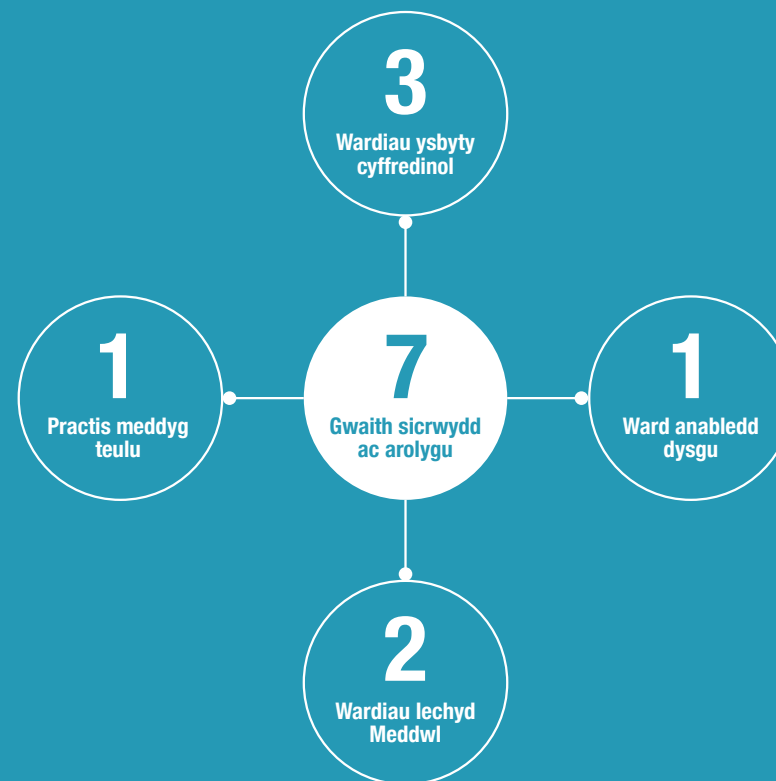 3
Wardiau ysbyty
cyffredinol
1
Practis meddyg
teulu
7
Gwaith sicrwydd
ac arolygu
1
Ward anabledd
dysgu
2
Wardiau Iechyd
Meddwl